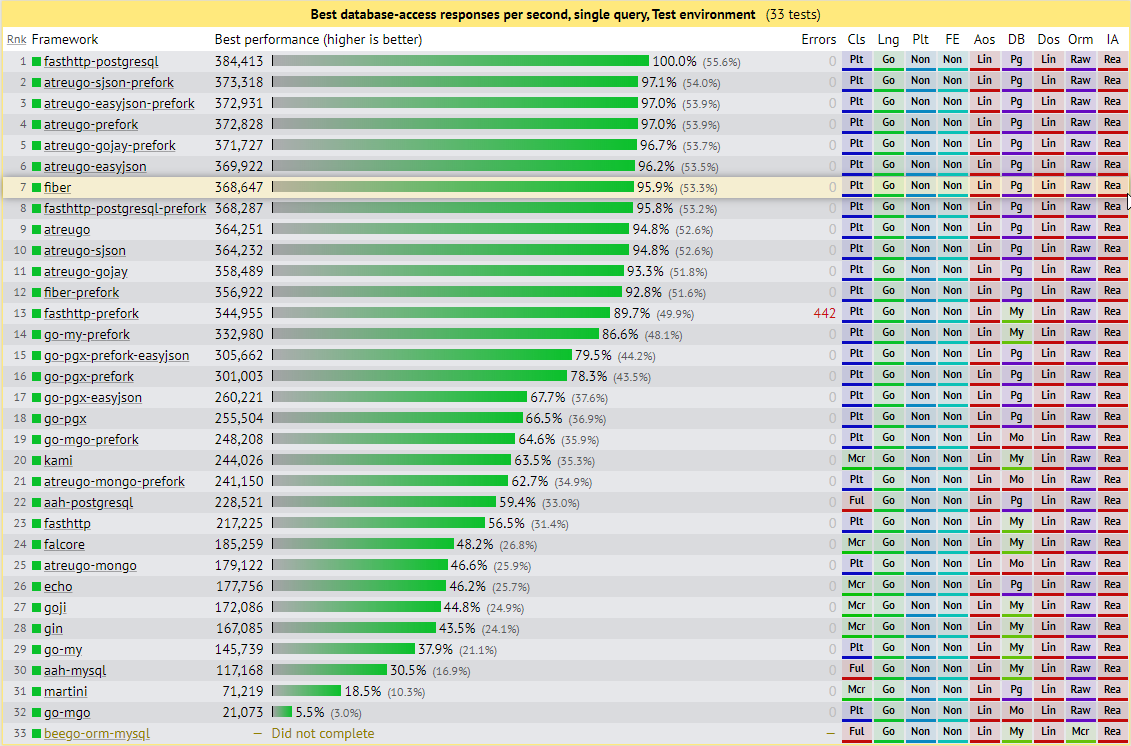 Best database-access responses per second, single query, Test environment (33 tests)
Rnk Framework Best performance (higher is better) Errors Cls Lng Plt FE Aos DB Dos Orm IA
1 fasthttp-postgresql 384,413 100.0% (55.6%) 0 Plt Go Non Non Lin Pg Lin Raw Rea
2 atreugo-sjson-prefork 373,318 97.1% (54.0%) 0 Plt Go Non Non Lin Pg Lin Raw Rea
3 atreugo-easyjson-prefork 372,931 97.0% (53.9%) 0 Plt Go Non Non Lin Pg Lin Raw Rea
4 atreugo-prefork 372,828 97.0% (53.9%) 0 Plt Go Non Non Lin Pg Lin Raw Rea
5 atreugo-gojay-prefork 371,727 96.7% (53.7%) 0 Plt Go Non Non Lin Pg Lin Raw Rea
6 atreugo-easyjson 369,922 96.2% (53.5%) 0 Plt Go Non Non Lin Pg Lin Raw Rea
7 fiber 368,647 95.9% (53.3%) 0 Plt Go Non Non Lin Pg Lin Raw Rea
8 fasthttp-postgresql-prefork 368,287 95.8% (53.2%) 0 Plt Go Non Non Lin Pg Lin Raw Rea
9 atreugo 364,251 94.8% (52.6%) 0 Plt Go Non Non Lin Pg Lin Raw Rea
10 atreugo-sjson 364,232 94.8% (52.6%) 0 Plt Go Non Non Lin Pg Lin Raw Rea
11 atreugo-gojay 358,489 93.3% (51.8%) 0 Plt Go Non Non Lin Pg Lin Raw Rea
12 fiber-prefork 356,922 92.8% (51.6%) 0 Plt Go Non Non Lin Pg Lin Raw Rea
13 fasthttp-prefork 344,955 89.7% (49.9%) 442 Plt Go Non Non Lin My Lin Raw Rea
14 go-my-prefork 332,980 86.6% (48.1%) 0 Plt Go Non Non Lin My Lin Raw Rea
15 go-pgx-prefork-easyjson 305,662 79.5% (44.2%) 0 Plt Go Non Non Lin Pg Lin Raw Rea
16 go-pgx-prefork 301,003 78.3% (43.5%) 0 Plt Go Non Non Lin Pg Lin Raw Rea
17 go-pgx-easyjson 260,221 67.7% (37.6%) 0 Plt Go Non Non Lin Pg Lin Raw Rea
18 go-pgx 255,504 66.5% (36.9%) 0 Plt Go Non Non Lin Pg Lin Raw Rea
19 go-mgo-prefork 248,208 64.6% (35.9%) 0 Plt Go Non Non Lin Mo Lin Raw Rea
20 kami 244,026 63.5% (35.3%) 0 Mcr Go Non Non Lin My Lin Raw Rea
21 atreugo-mongo-prefork 241,150 62.7% (34.9%) 0 Plt Go Non Non Lin Mo Lin Raw Rea
22 aah-postgresql 228,521 59.4% (33.0%) 0 Ful Go Non Non Lin Pg Lin Raw Rea
23 fasthttp 217,225 56.5% (31.4%) 0 Plt Go Non Non Lin My Lin Raw Rea
24 falcore 185,259 48.2% (26.8%) 0 Mcr Go Non Non Lin My Lin Raw Rea
25 atreugo-mongo 179,122 46.6% (25.9%) 0 Plt Go Non Non Lin Mo Lin Raw Rea
26 echo 177,756 46.2% (25.7%) 0 Mcr Go Non Non Lin Pg Lin Raw Rea
27 goji 172,086 44.8% (24.9%) 0 Mcr Go Non Non Lin My Lin Raw Rea
28 gin 167,085 43.5% (24.1%) 0 Mcr Go Non Non Lin My Lin Raw Rea
29 go-my 145,739 37.9% (21.1%) 0 Plt Go Non Non Lin My Lin Raw Rea
30 aah-mysql 117,168 30.5% (16.9%) 0 Ful Go Non Non Lin My Lin Raw Rea
31 martini 71,219 18.5% (10.3%) 0 Mcr Go Non Non Lin Pg Lin Raw Rea
32 go-mgo 21,073 5.5% (3.0%) 0 Plt Go Non Non Lin Mo Lin Raw Rea
33 beego-orm-mysql — Did not complete — Ful Go Non Non Lin My Lin Mcr Rea